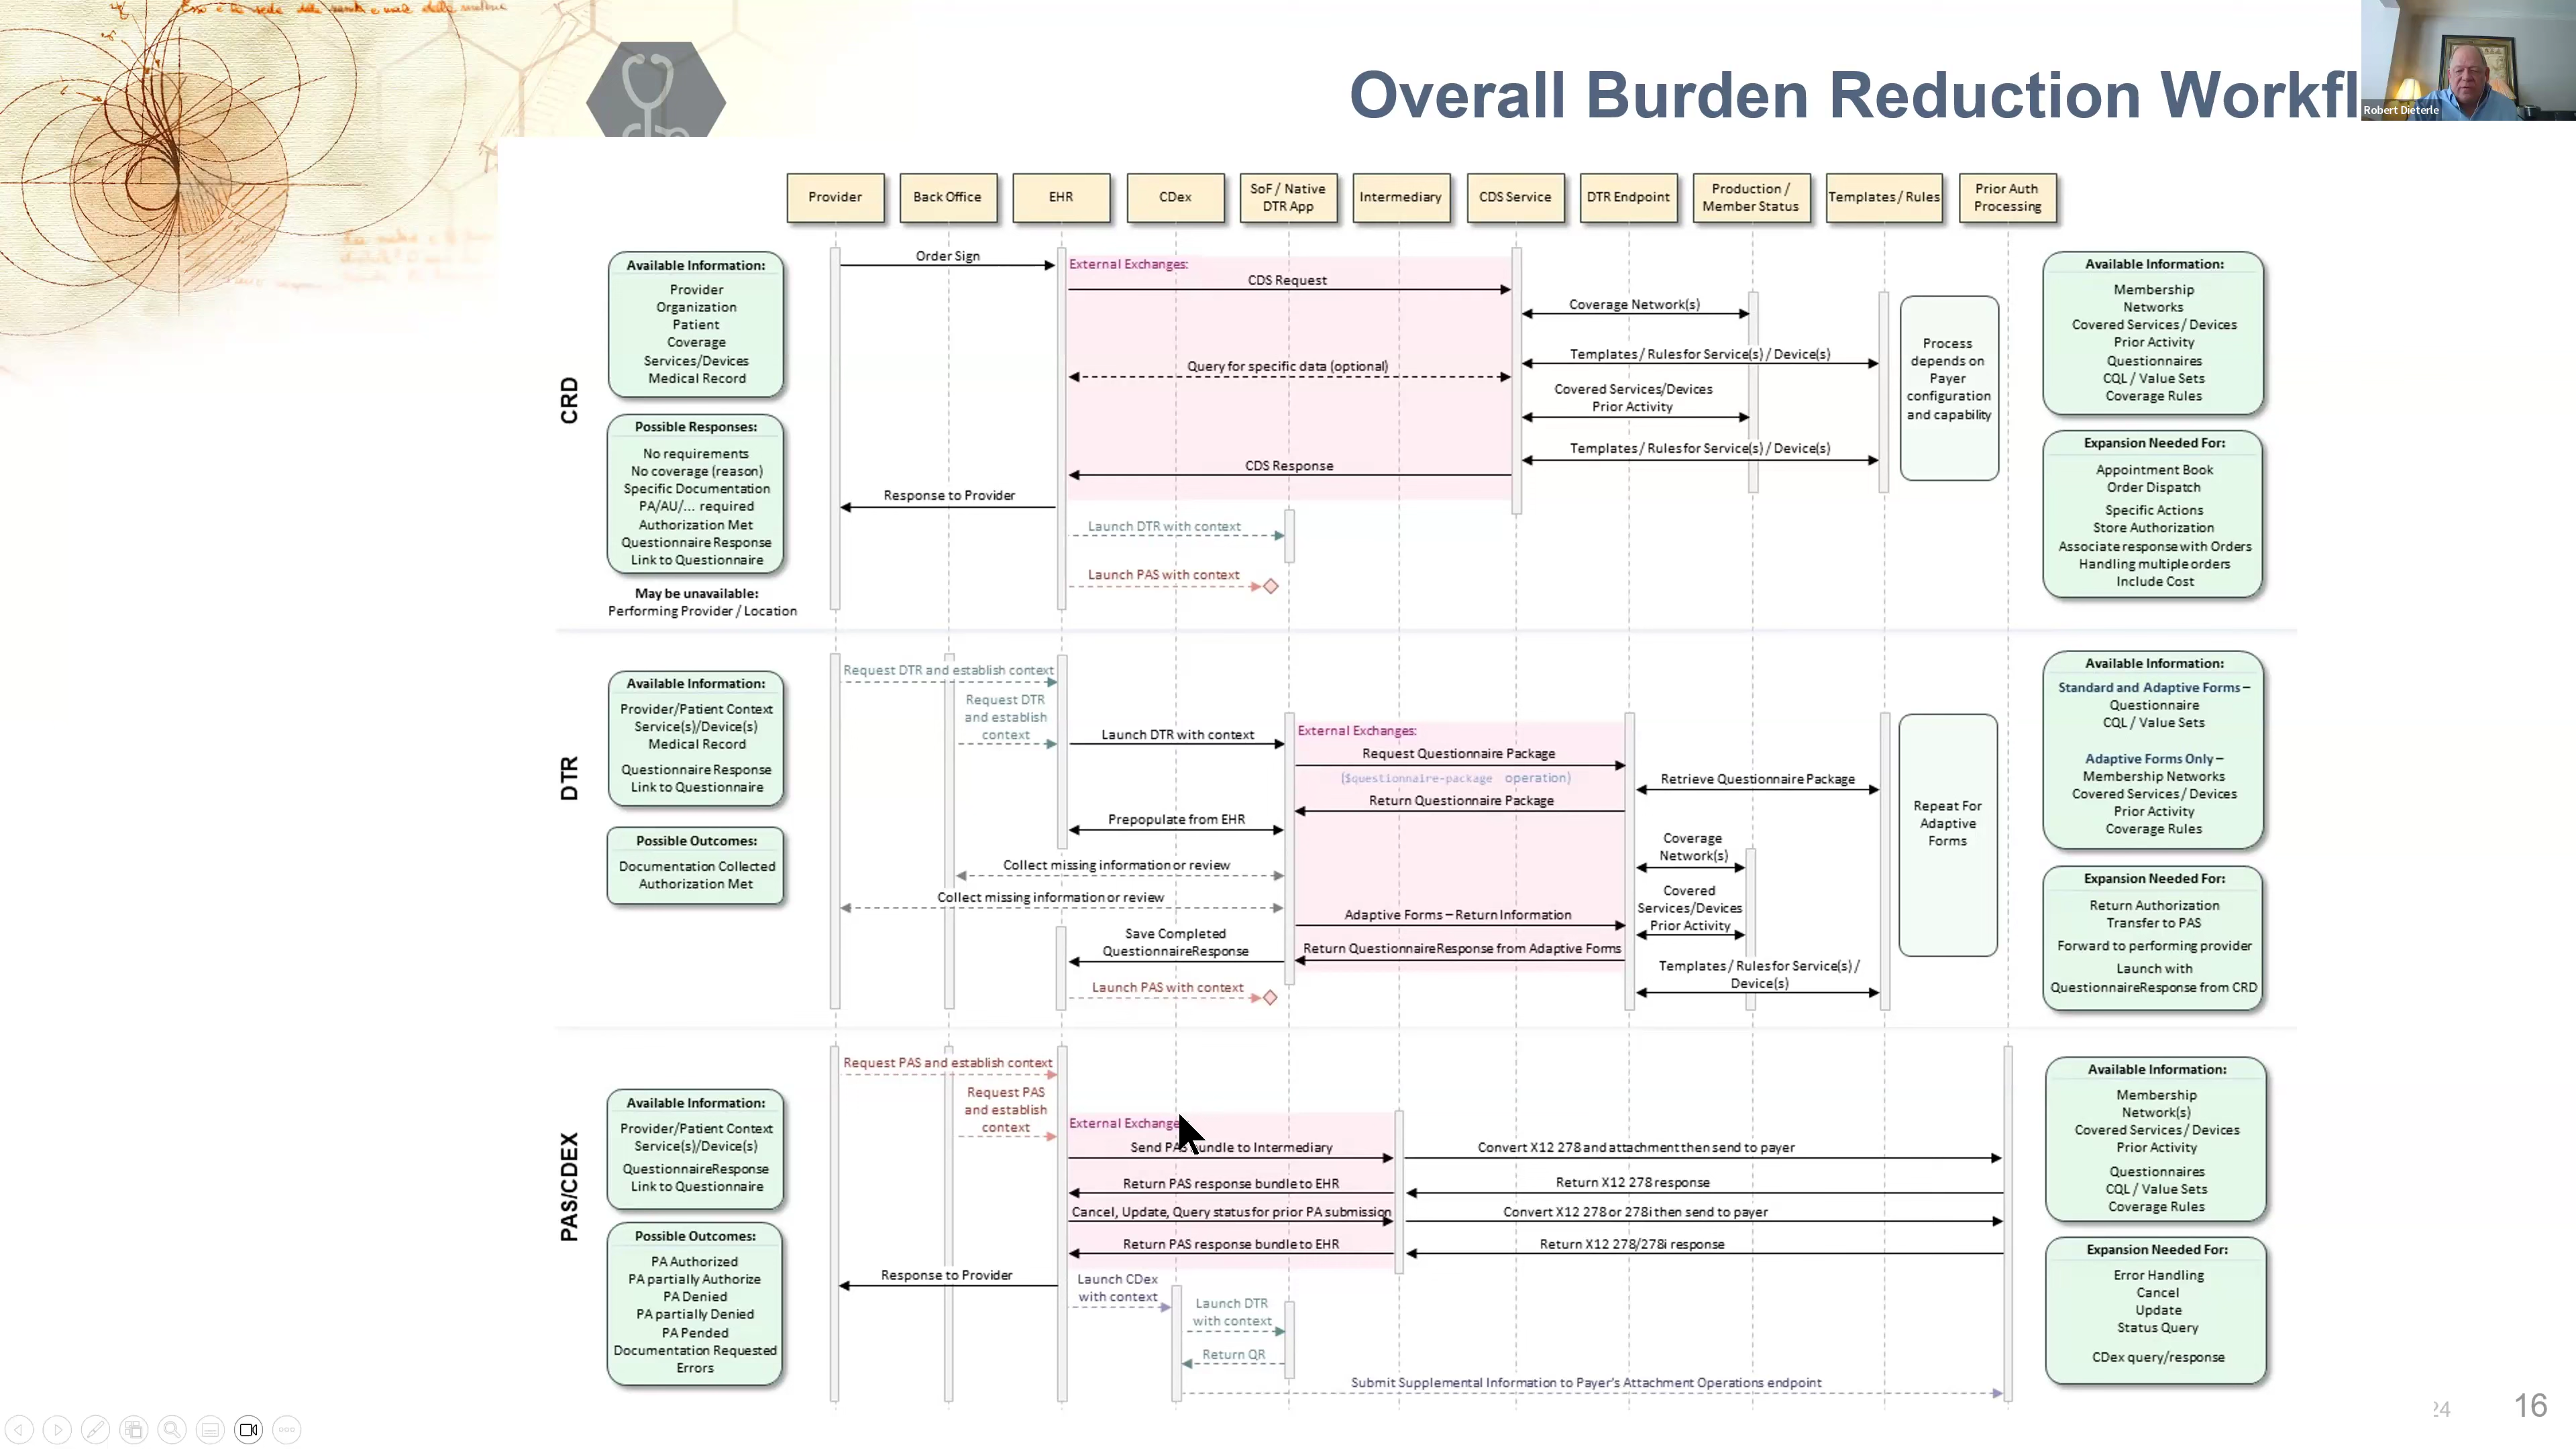 Overall Burden Reduction Workfl
Robert Dieterle
Provider
Back Office
EHR
CDex
SoF / Native
DTR App
Intermediary
CDS Service
DTR Endpoint
Production /
Member Status
Templates / Rules
Prior Auth
Processing
CRD
Available Information:
Provider
Organization
Patient
Coverage
Services/Devices
Medical Record
Possible Responses:
No requirements
No coverage (reason)
Specific Documentation
PA/AU/... required
Authorization Met
Questionnaire Response
Link to Questionnaire
May be unavailable:
Performing Provider / Location
Order Sign
External Exchanges:
CDS Request
Coverage Network(s)
Templates / Rules for Service(s) / Device(s)
Query for specific data (optional)
Covered Services/Devices
Prior Activity
Templates / Rules for Service(s) / Device(s)
CDS Response
Response to Provider
Launch DTR with context
Launch PAS with context
Process
depends on
Payer
configuration
and capability
Available Information:
Membership
Networks
Covered Services / Devices
Prior Activity
Questionnaires
CQL / Value Sets
Coverage Rules
Expansion Needed For:
Appointment Book
Order Dispatch
Specific Actions
Store Authorization
Associate response with Orders
Handling multiple orders
Include Cost
DTR
Available Information:
Provider/Patient Context
Service(s)/Device(s)
Medical Record
Questionnaire Response
Link to Questionnaire
Possible Outcomes:
Documentation Collected
Authorization Met
Request DTR and establish context
Request DTR
and establish
context
Launch DTR with context
External Exchanges:
Request Questionnaire Package
($questionnaire-package operation)
Retrieve Questionnaire Package
Return Questionnaire Package
Prepopulate from EHR
Coverage
Network(s)
Collect missing information or review
Collect missing information or review
Covered
Services/Devices
Prior Activity
Adaptive Forms – Return Information
Save Completed
QuestionnaireResponse
Return QuestionnaireResponse from Adaptive Forms
Templates / Rules for Service(s) /
Device(s)
Launch PAS with context
Repeat For
Adaptive
Forms
Available Information:
Standard and Adaptive Forms –
Questionnaire
CQL / Value Sets
Adaptive Forms Only –
Membership Networks
Covered Services / Devices
Prior Activity
Coverage Rules
Expansion Needed For:
Return Authorization
Transfer to PAS
Forward to performing provider
Launch with
QuestionnaireResponse from CRD
PAS/CDEX
Available Information:
Provider/Patient Context
Service(s)/Device(s)
QuestionnaireResponse
Link to Questionnaire
Possible Outcomes:
PA Authorized
PA partially Authorize
PA Denied
PA partially Denied
PA Pended
Documentation Requested
Errors
Request PAS and establish context
Request PAS
and establish
context
External Exchange
Send PAS bundle to Intermediary
Convert X12 278 and attachment then send to payer
Return PAS response bundle to EHR
Return X12 278 response
Cancel, Update, Query status for prior PA submission
Convert X12 278 or 278i then send to payer
Return PAS response bundle to EHR
Return X12 278/278i response
Response to Provider
Launch CDex
with context
Launch DTR
with context
Return QR
Submit Supplemental Information to Payer's Attachment Operations endpoint
Available Information:
Membership
Network(s)
Covered Services / Devices
Prior Activity
Questionnaires
CQL / Value Sets
Coverage Rules
Expansion Needed For:
Error Handling
Cancel
Update
Status Query
CDex query/response
24
16